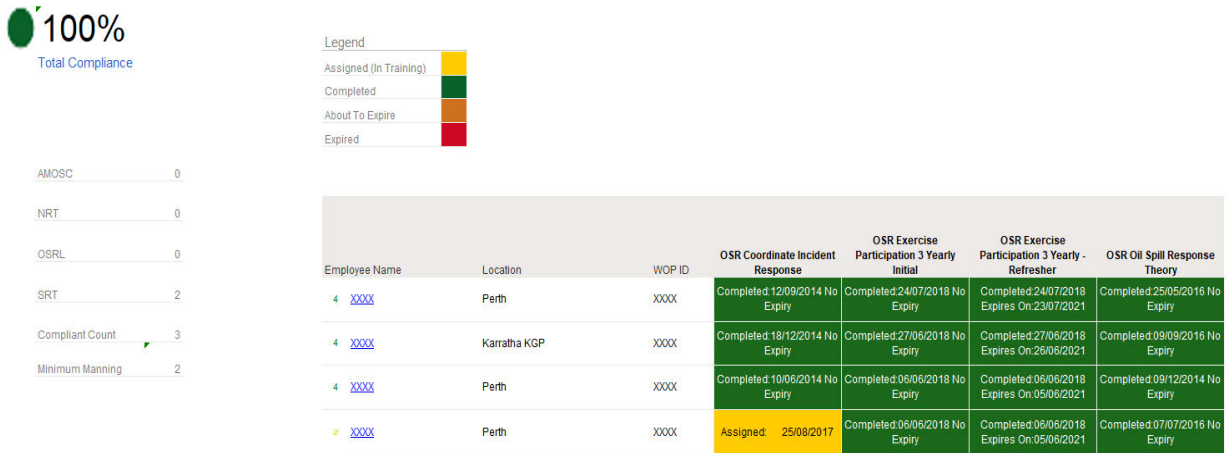 100%
Total Compliance
Legend
Assigned (In Training)
Completed
About To Expire
Expired
AMOSC 0
NRT 0
OSRL 0
SRT 2
Compliant Count 3
Minimum Manning 2
Employee Name Location WOP ID OSR Coordinate Incident Response OSR Exercise Participation 3 Yearly Initial OSR Exercise Participation 3 Yearly - Refresher OSR Oil Spill Response Theory
4 XXXX Perth XXXX Completed:12/09/2014 No Expiry Completed:24/07/2018 No Expiry Completed:24/07/2018 Expires On:23/07/2021 Completed:25/05/2016 No Expiry
4 XXXX Karratha KGP XXXX Completed:18/12/2014 No Expiry Completed:27/06/2018 No Expiry Completed:27/06/2018 Expires On:26/06/2021 Completed:09/09/2016 No Expiry
4 XXXX Perth XXXX Completed:10/06/2014 No Expiry Completed:06/06/2018 No Expiry Completed:06/06/2018 Expires On:05/06/2021 Completed:09/12/2014 No Expiry
2 XXXX Perth XXXX Assigned: 25/08/2017 Completed:06/06/2018 No Expiry Completed:06/06/2018 Expires On:05/06/2021 Completed:07/07/2016 No Expiry